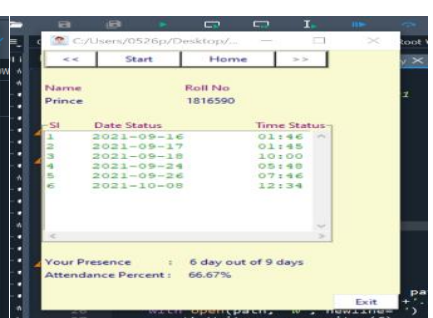 C:/Users/0526p/Desktop/...
<< Start Home >>
Name Roll No
Prince 1816590
Sl Date Status Time Status
1 2021-09-16 01:46
2 2021-09-17 01:45
3 2021-09-18 10:00
4 2021-09-24 05:48
5 2021-09-26 07:46
6 2021-10-08 12:34
Your Presence : 6 day out of 9 days
Attendance Percent : 66.67%
Exit